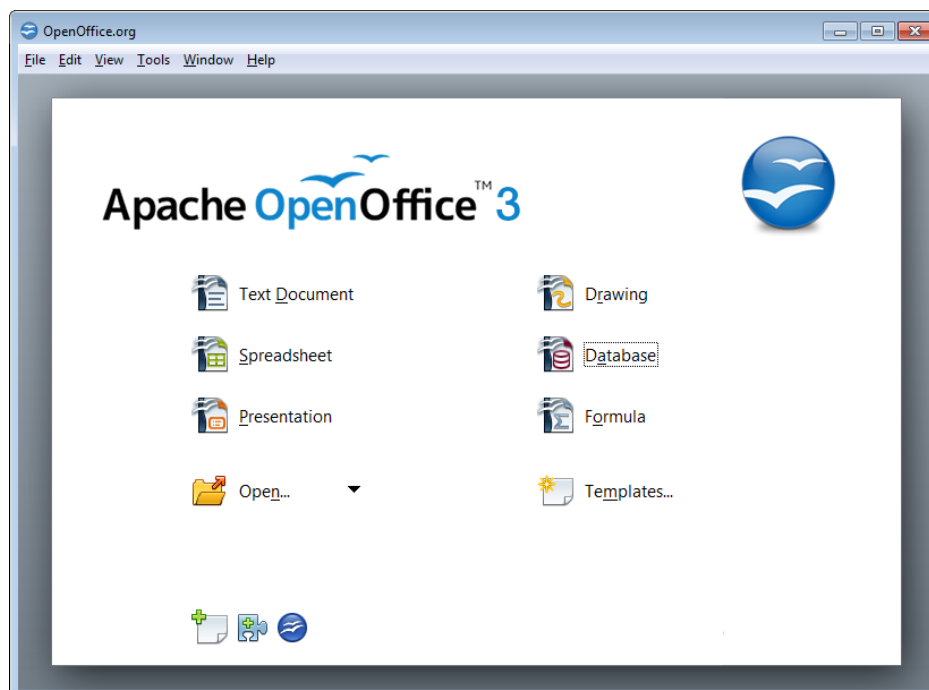 OpenOffice.org
File Edit View Tools Window Help
Apache OpenOffice™ 3
Text Document
Drawing
Spreadsheet
Database
Presentation
Formula
Open...
Templates...